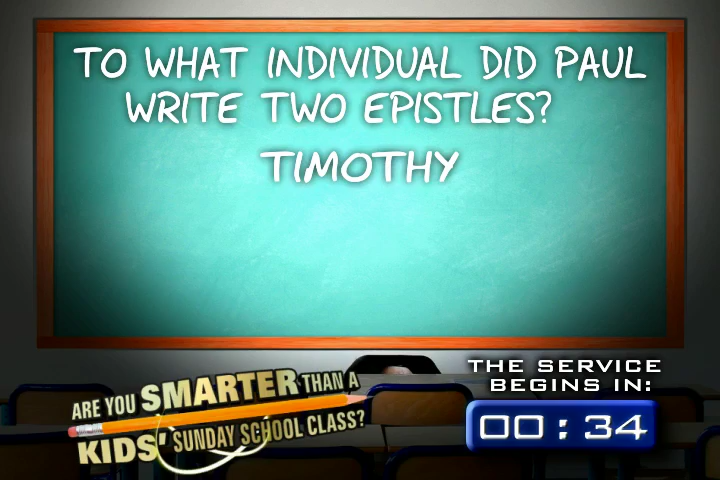 TO WHAT INDIVIDUAL DID PAUL
WRITE TWO EPISTLES?
TIMOTHY
ARE YOU SMARTER THAN A
KIDS' SUNDAY SCHOOL CLASS?
THE SERVICE
BEGINS IN:
00:34